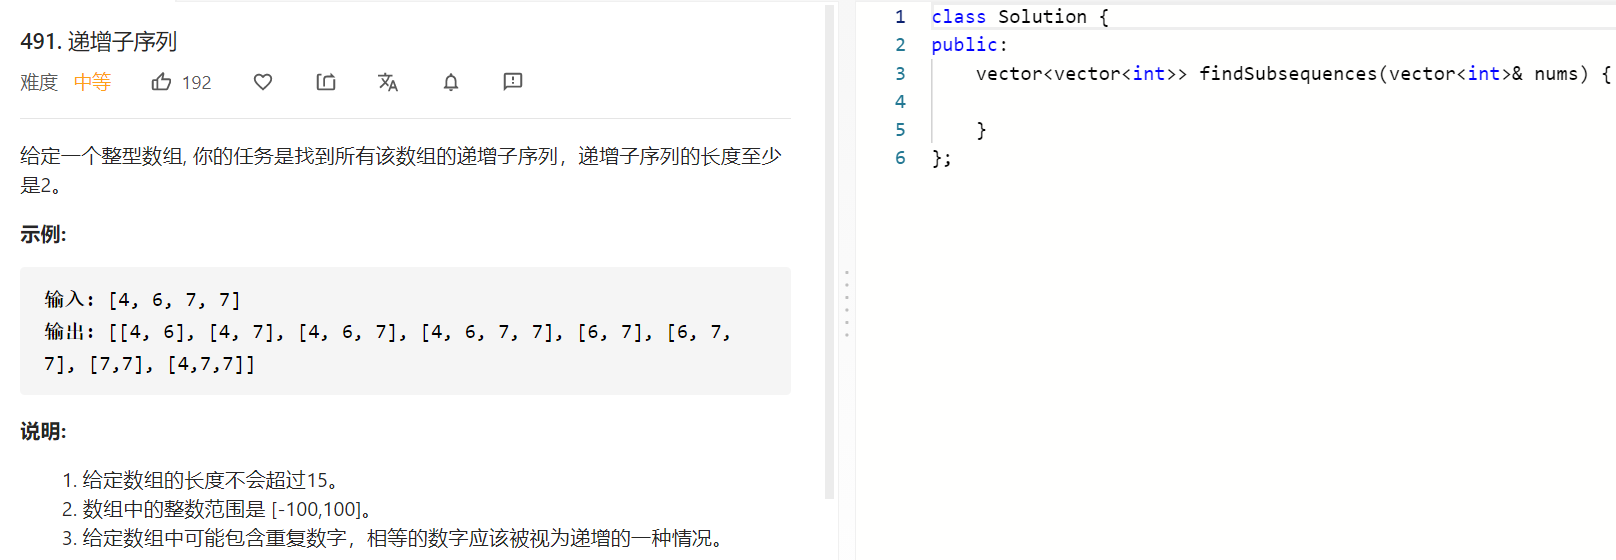 491. 递增子序列
难度 中等 192
给定一个整型数组, 你的任务是找到所有该数组的递增子序列，递增子序列的长度至少
是2。
示例:
输入: [4, 6, 7, 7]
输出: [[4, 6], [4, 7], [4, 6, 7], [4, 6, 7, 7], [6, 7], [6, 7,
7], [7,7], [4,7,7]]
说明:
1. 给定数组的长度不会超过15。
2. 数组中的整数范围是 [-100,100]。
3. 给定数组中可能包含重复数字，相等的数字应该被视为递增的一种情况。
1 class Solution {
2 public:
3 vector<vector<int>> findSubsequences(vector<int>& nums) {
4
5 }
6 };